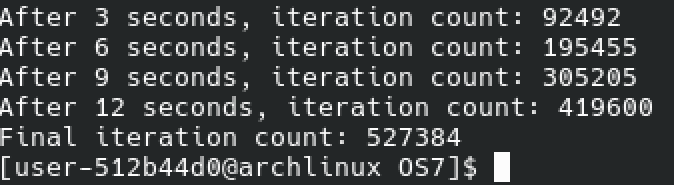 After 3 seconds, iteration count: 92492
After 6 seconds, iteration count: 195455
After 9 seconds, iteration count: 305205
After 12 seconds, iteration count: 419600
Final iteration count: 527384
[user-512b44d0@archlinux OS7]$